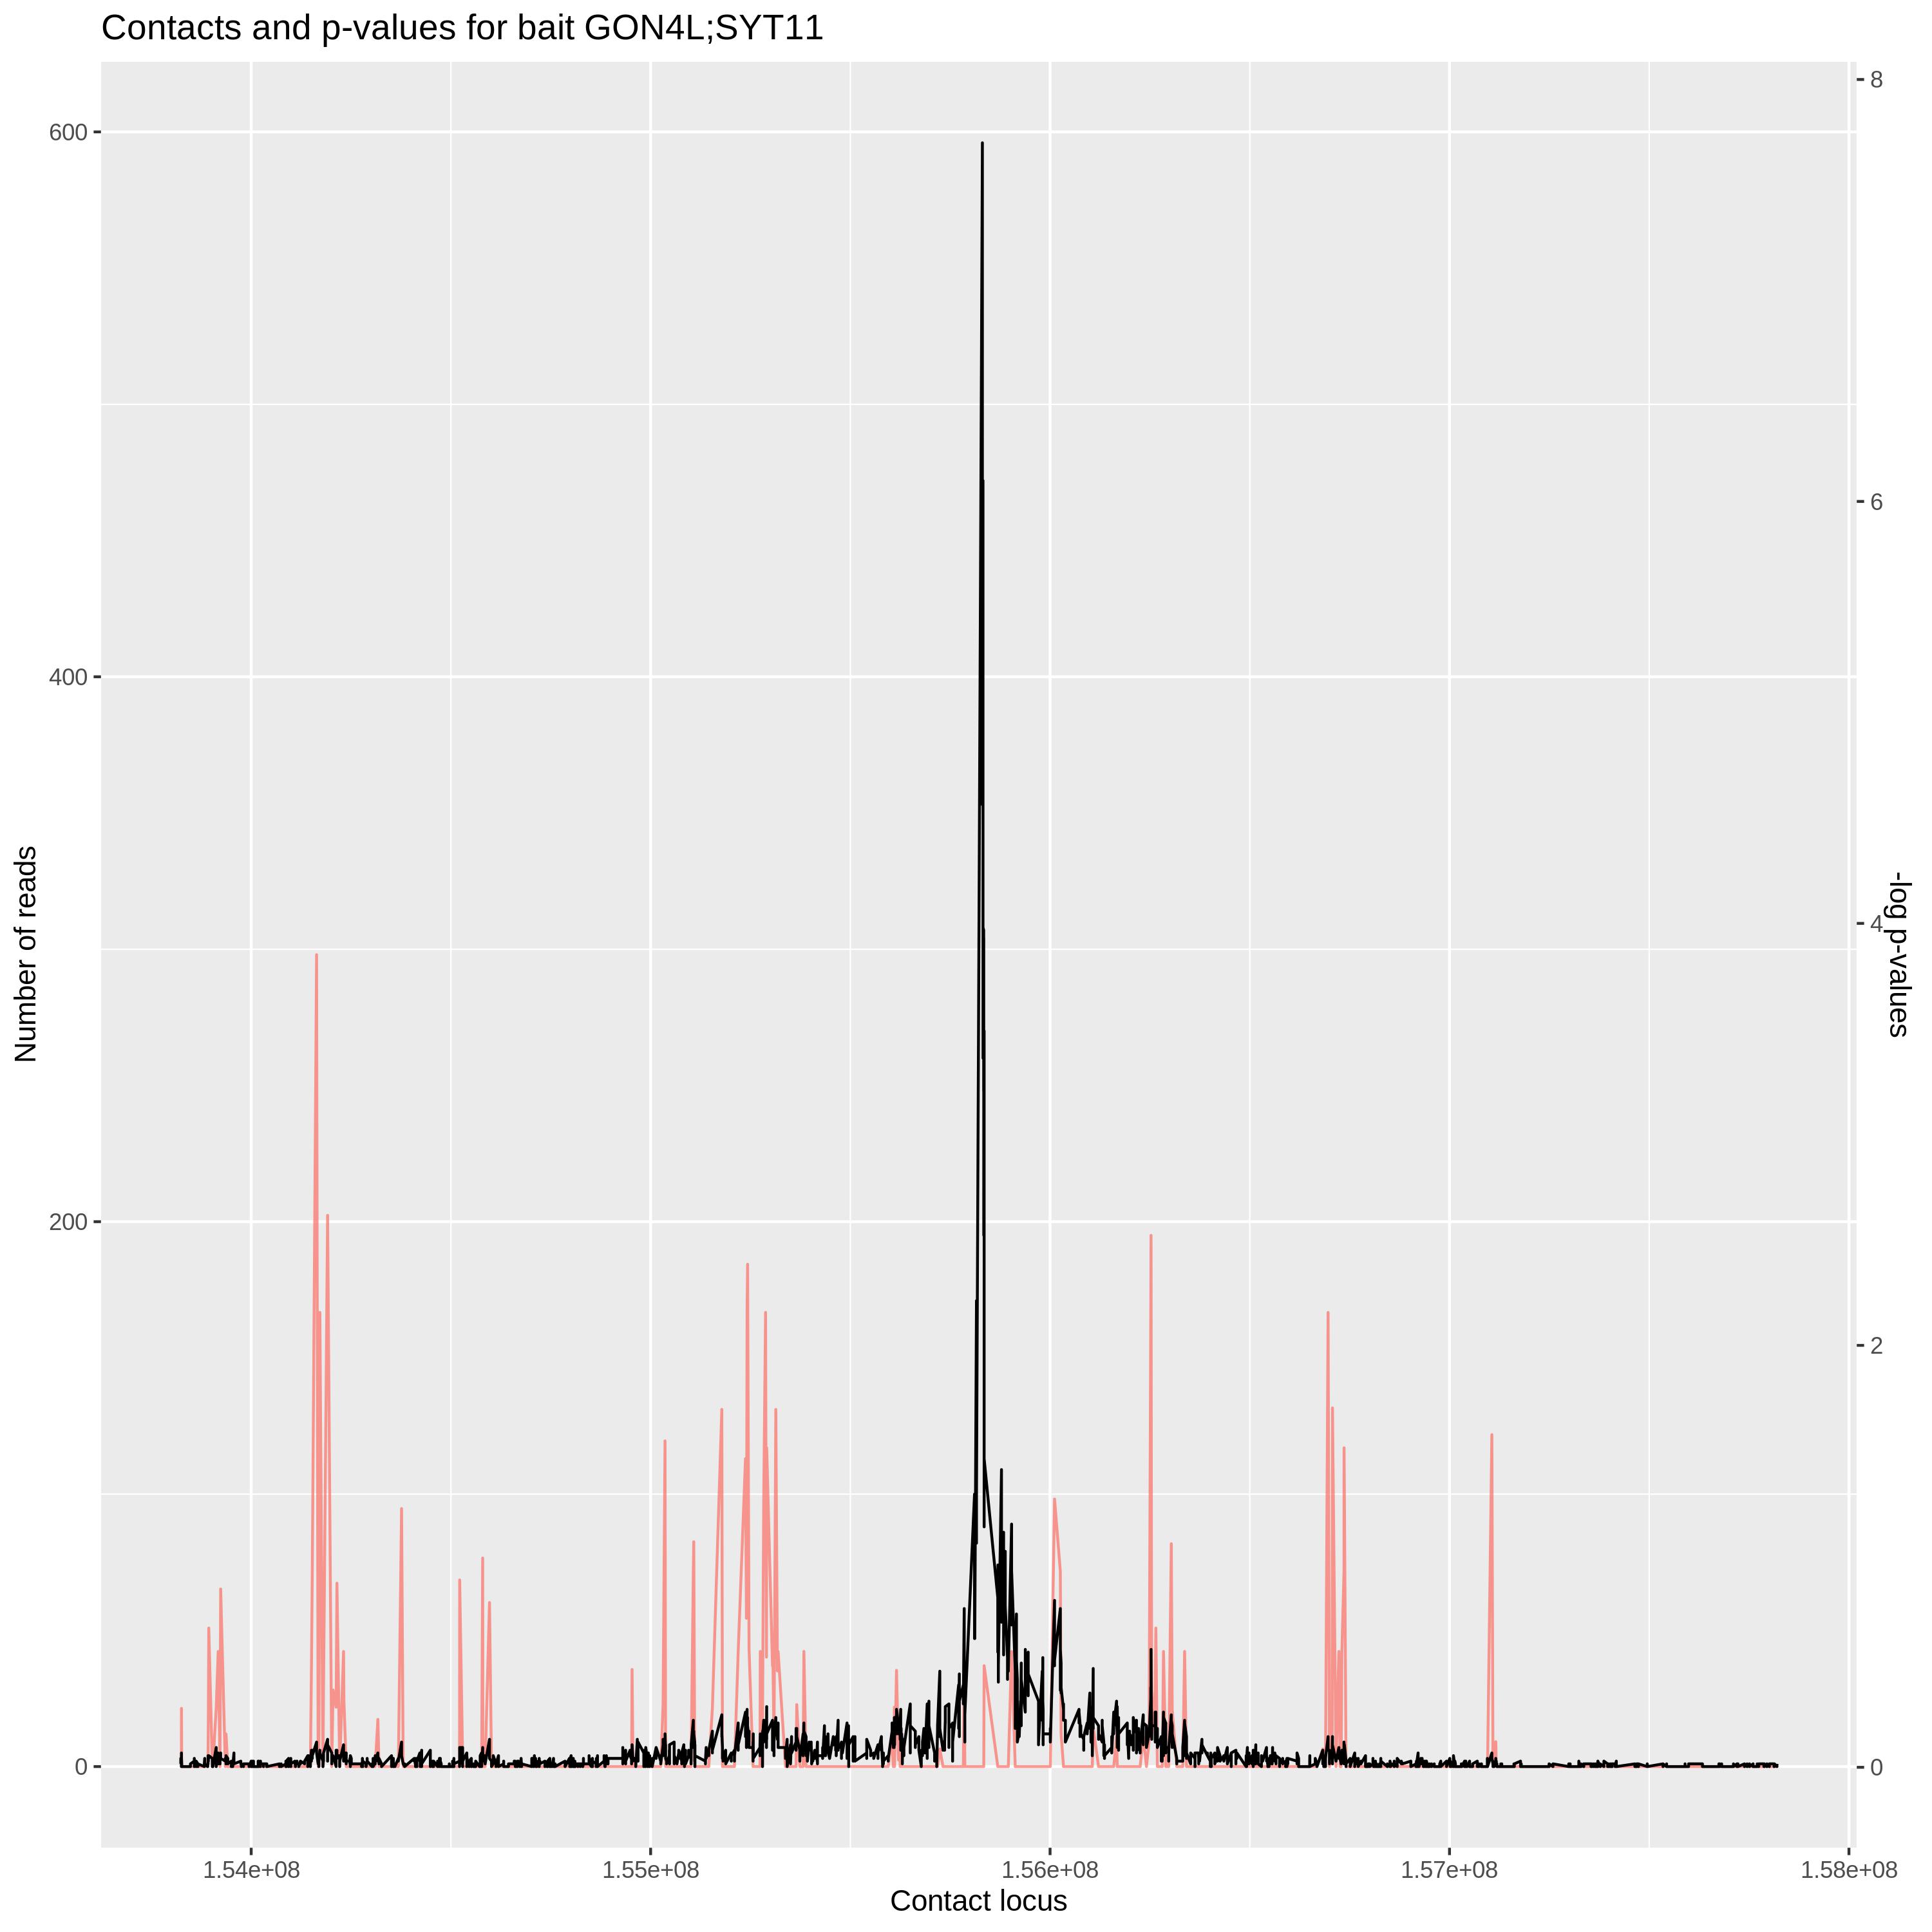 Contacts and p-values for bait GON4L;SYT11
600
400
200
0
Number of reads
8
6
4
2
0
-log p-values
1.54e+08
1.55e+08
1.56e+08
1.57e+08
1.58e+08
Contact locus